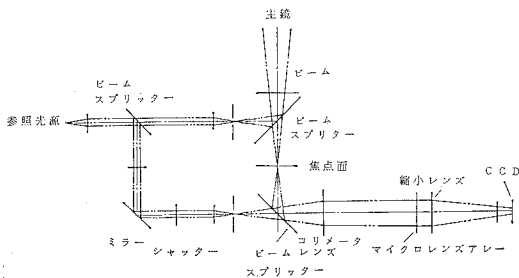 主鏡
ビーム
スプリッター
ビーム
参照光源
ビーム
スプリッター
焦点面
縮小レンズ
CCD
ミラー
シャッター
コリメータ
ビームレンズ
スプリッター
マイクロレンズアレー